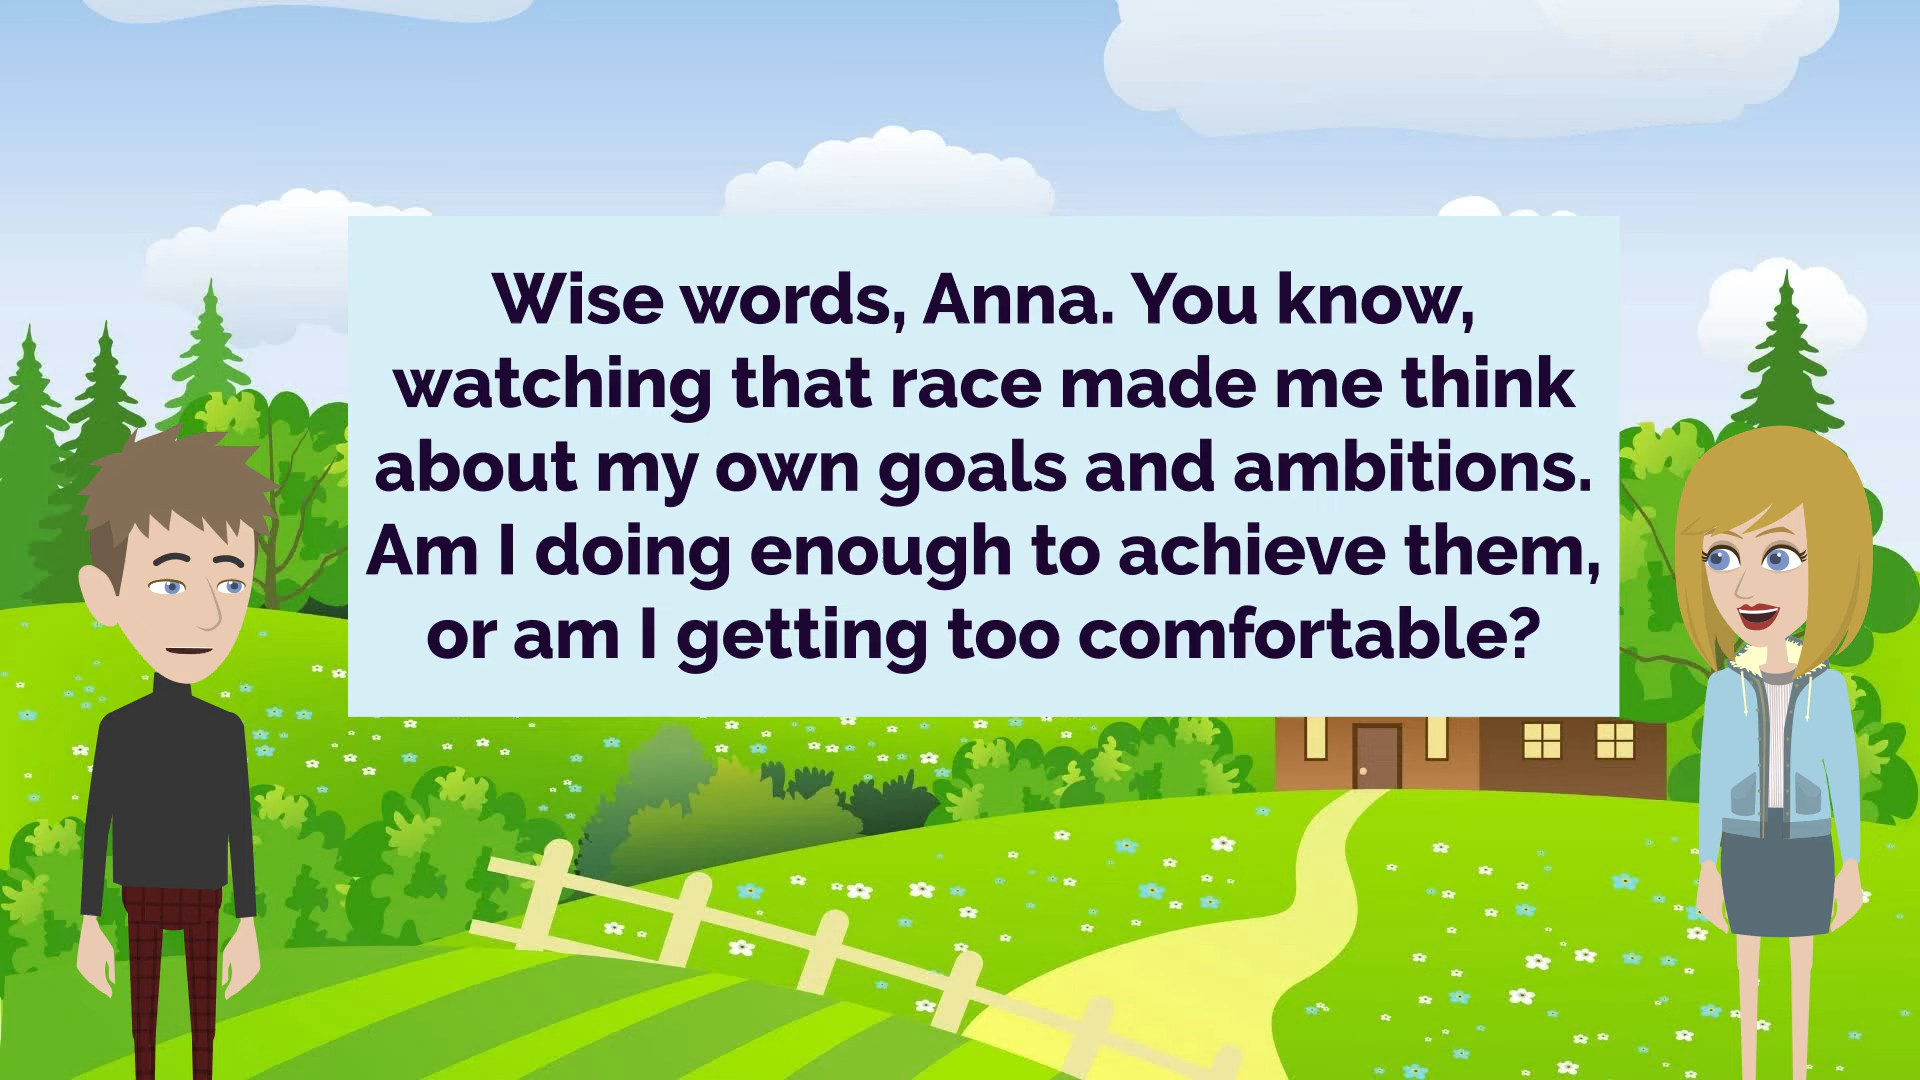 Wise words, Anna. You know,
watching that race made me think
about my own goals and ambitions.
Am I doing enough to achieve them,
or am I getting too comfortable?